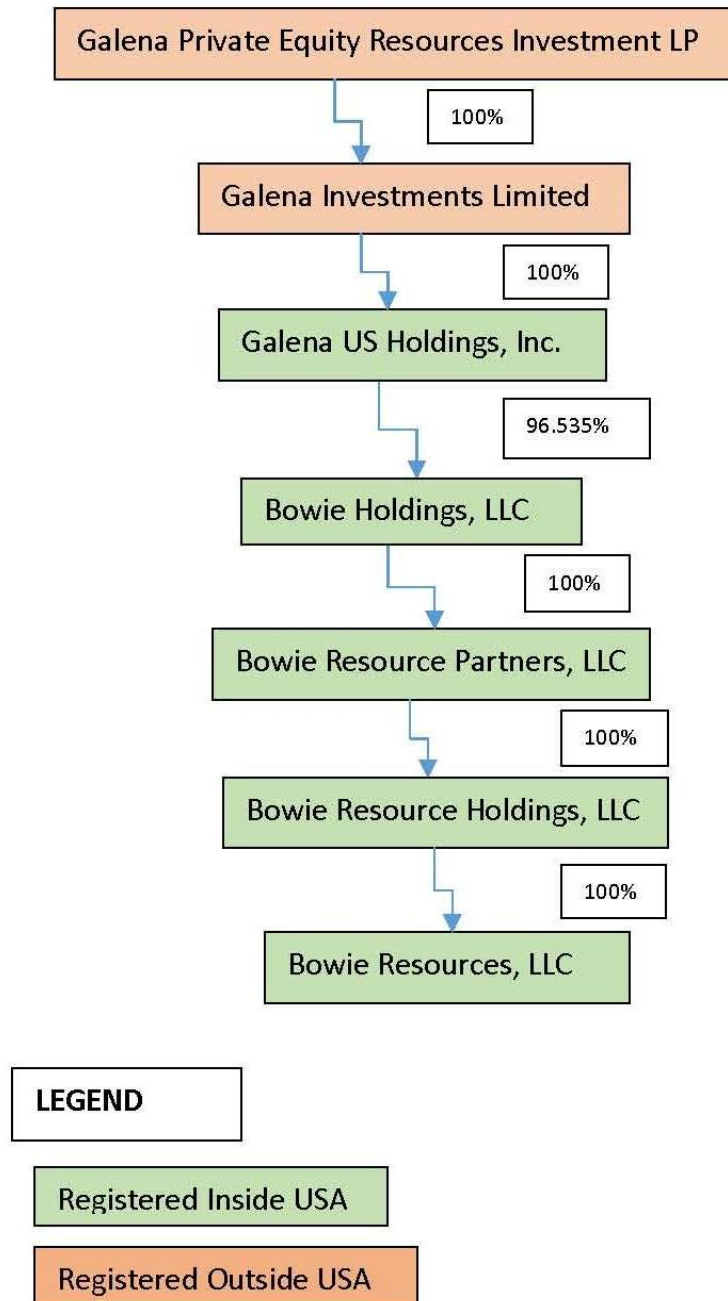 Galena Private Equity Resources Investment LP
100%
Galena Investments Limited
100%
Galena US Holdings, Inc.
96.535%
Bowie Holdings, LLC
100%
Bowie Resource Partners, LLC
100%
Bowie Resource Holdings, LLC
100%
Bowie Resources, LLC
LEGEND
Registered Inside USA
Registered Outside USA